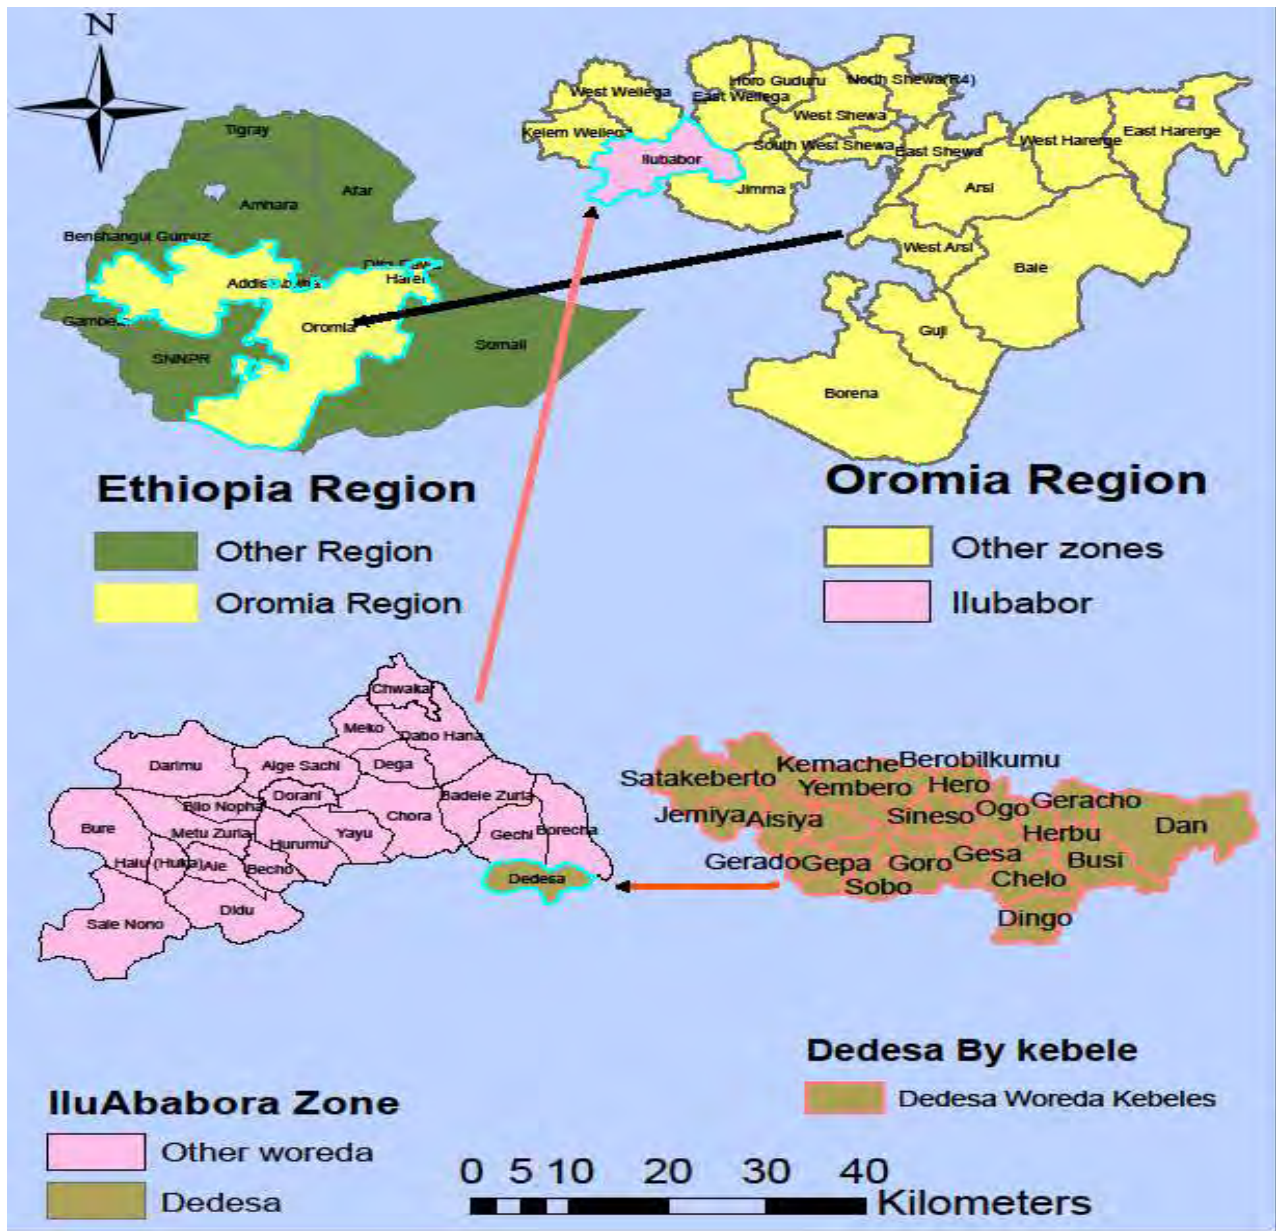 N
Tigray
Afar
Amhara
Benshangul Gumuz
Addis Ababa
Harer
Gambela
Oromia
SNNPR
Somali
West Wellega
Horo Guduru
North Shewa(R4)
East Wellega
Kelem Wellega
West Shewa
Ilubabor
South West Shewa
East Shewa
West Harerge
East Harerge
Jimma
Arsi
West Arsi
Bale
Guji
Borena
Ethiopia Region
Other Region
Oromia Region
Oromia Region
Other zones
Ilubabor
Chwaka
Meko
Dabo Hana
Darimu
Alge Sachi
Dega
Dorani
Badele Zuria
Bilo Nopha
Chora
Bure
Metu Zuria
Yayu
Gechi
Borecha
Hurumu
Halu (Huka)
Ale
Becho
Dedesa
Didu
Sale Nono
Satakeberto
Kemache
Berobilkumu
Yembero
Hero
Jemiya
Aisiya
Sineso
Ogo
Geracho
Herbu
Dan
Gerado
Gepa
Goro
Gesa
Busi
Sobo
Chelo
Dingo
Dedesa By kebele
Dedesa Woreda Kebeles
IluAbabora Zone
Other woreda
Dedesa
0 5 10 20 30 40
Kilometers